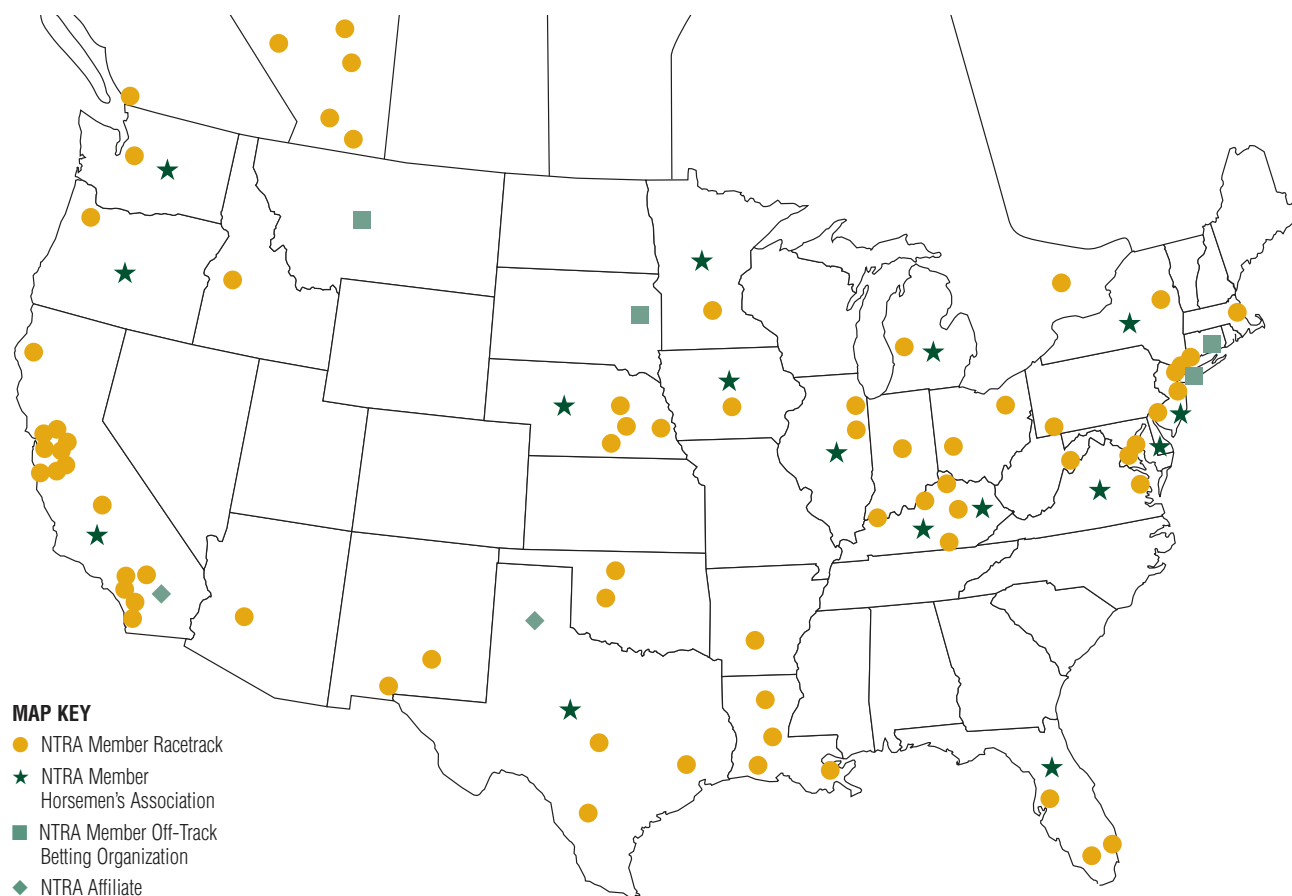 MAP KEY
NTRA Member Racetrack
NTRA Member
Horsemen's Association
NTRA Member Off-Track
Betting Organization
NTRA Affiliate